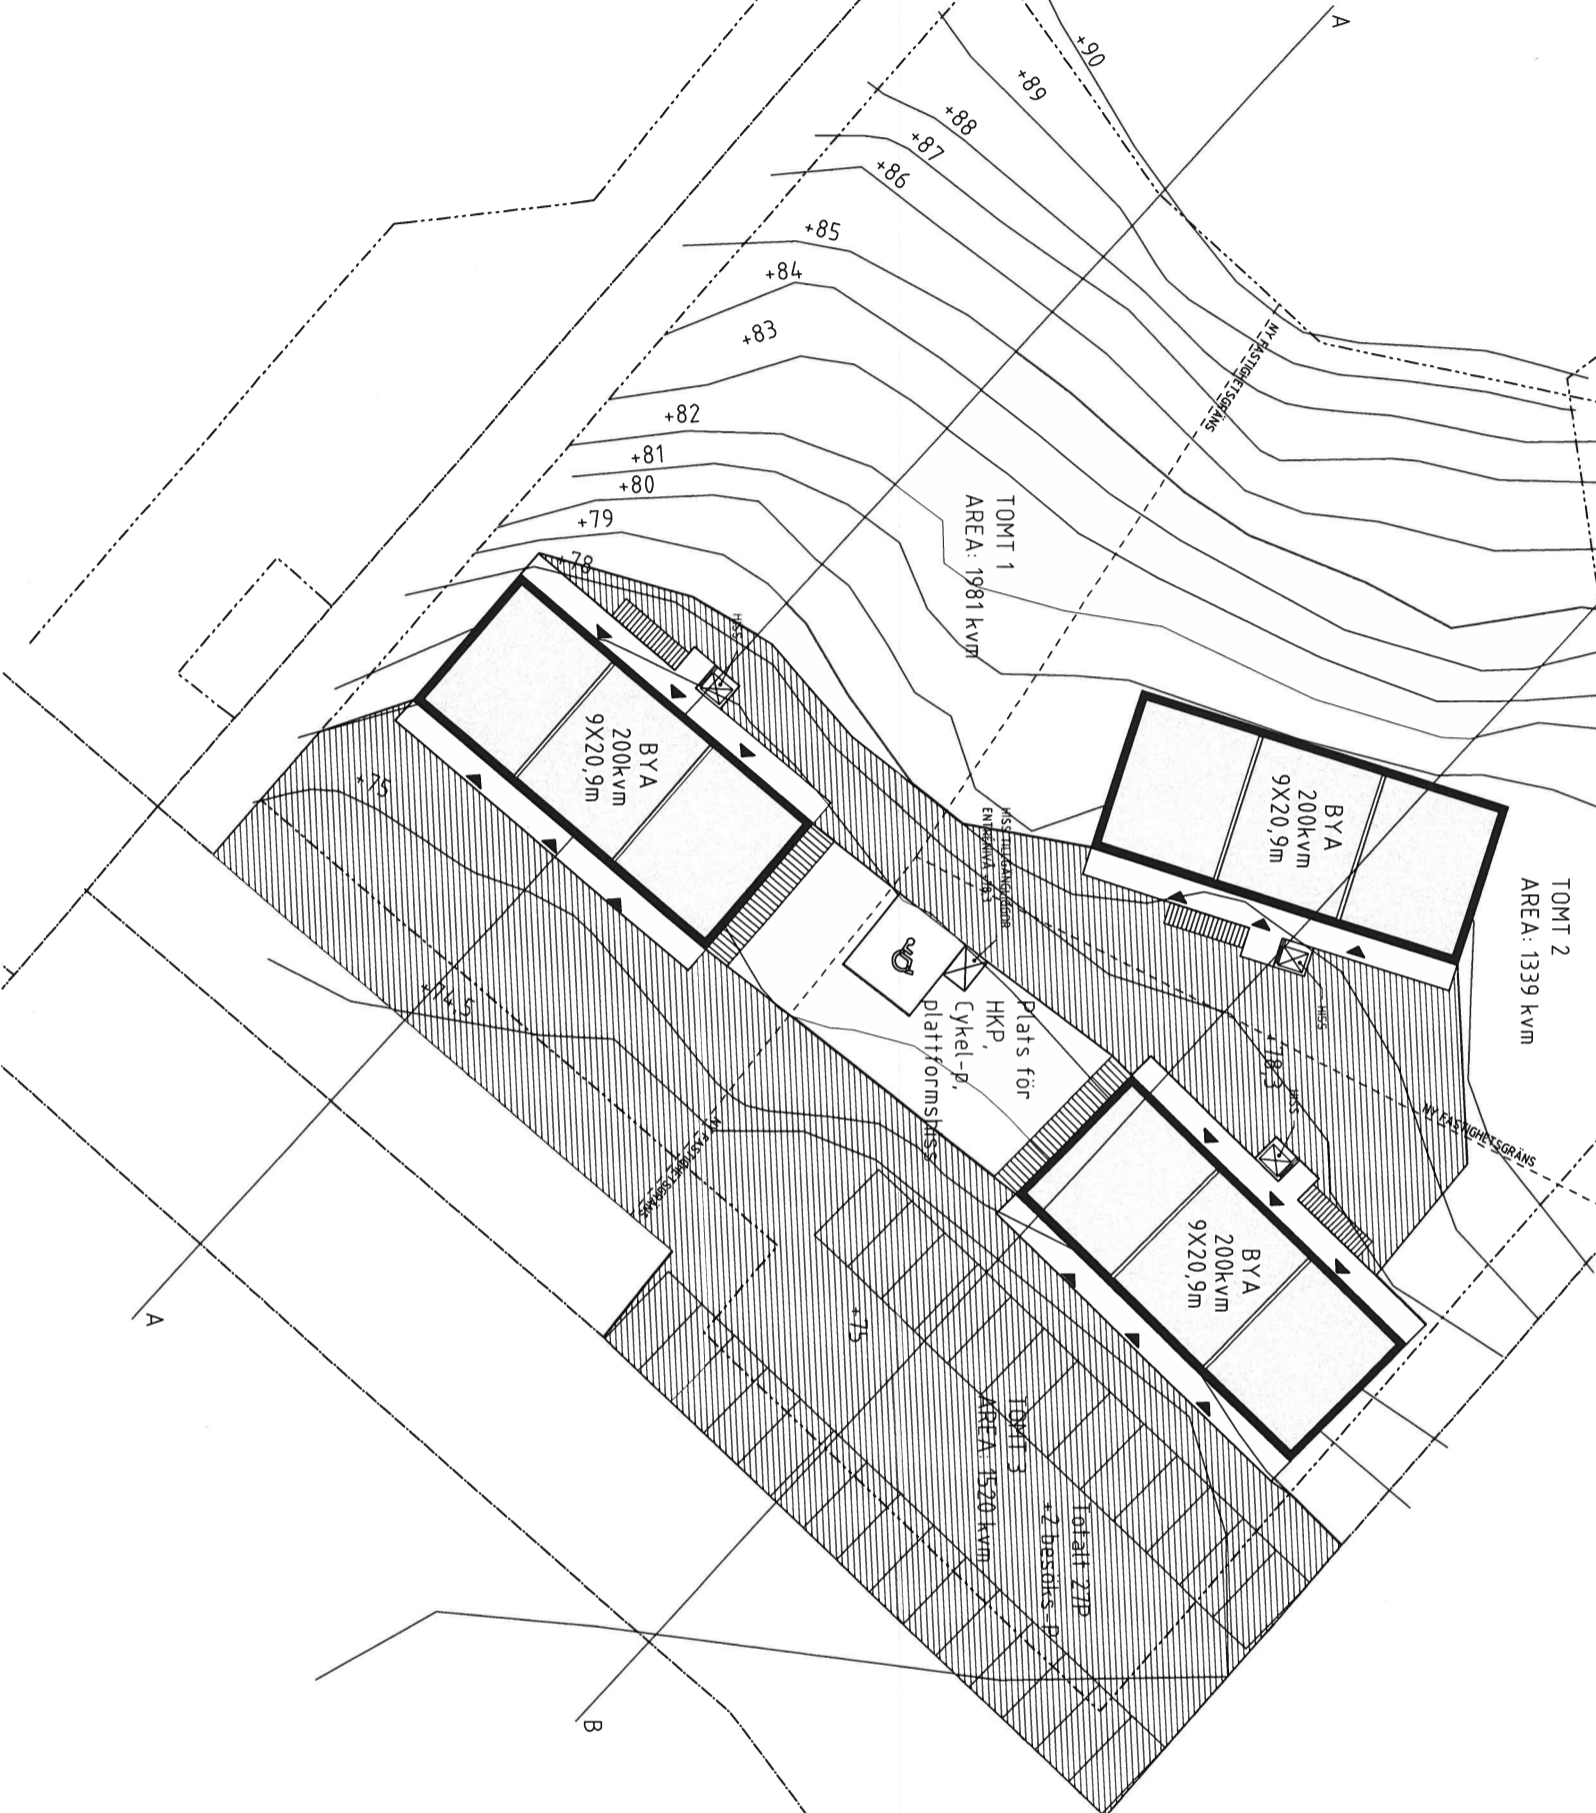 A
+90
+89
+88
+87
+86
+85
+84
+83
+82
+81
+80
+79
+78
NY FASTIGHETSGRÄNS
TOMT 1
AREA: 1981 kvm
HISS
BYA
200kvm
9X20,9m
BYA
200kvm
9X20,9m
TOMT 2
AREA: 1339 kvm
+75
+74.5
HISS
+78,3
HISS
NY FASTIGHETSGRÄNS
Plats för
HKP,
Cykel-p,
plattformshiss
NY FASTIGHETSGRÄNS
BYA
200kvm
9X20,9m
+75
TOMT 3
AREA: 1520 kvm
Totalt 27P
+2 besöks-p
A
B